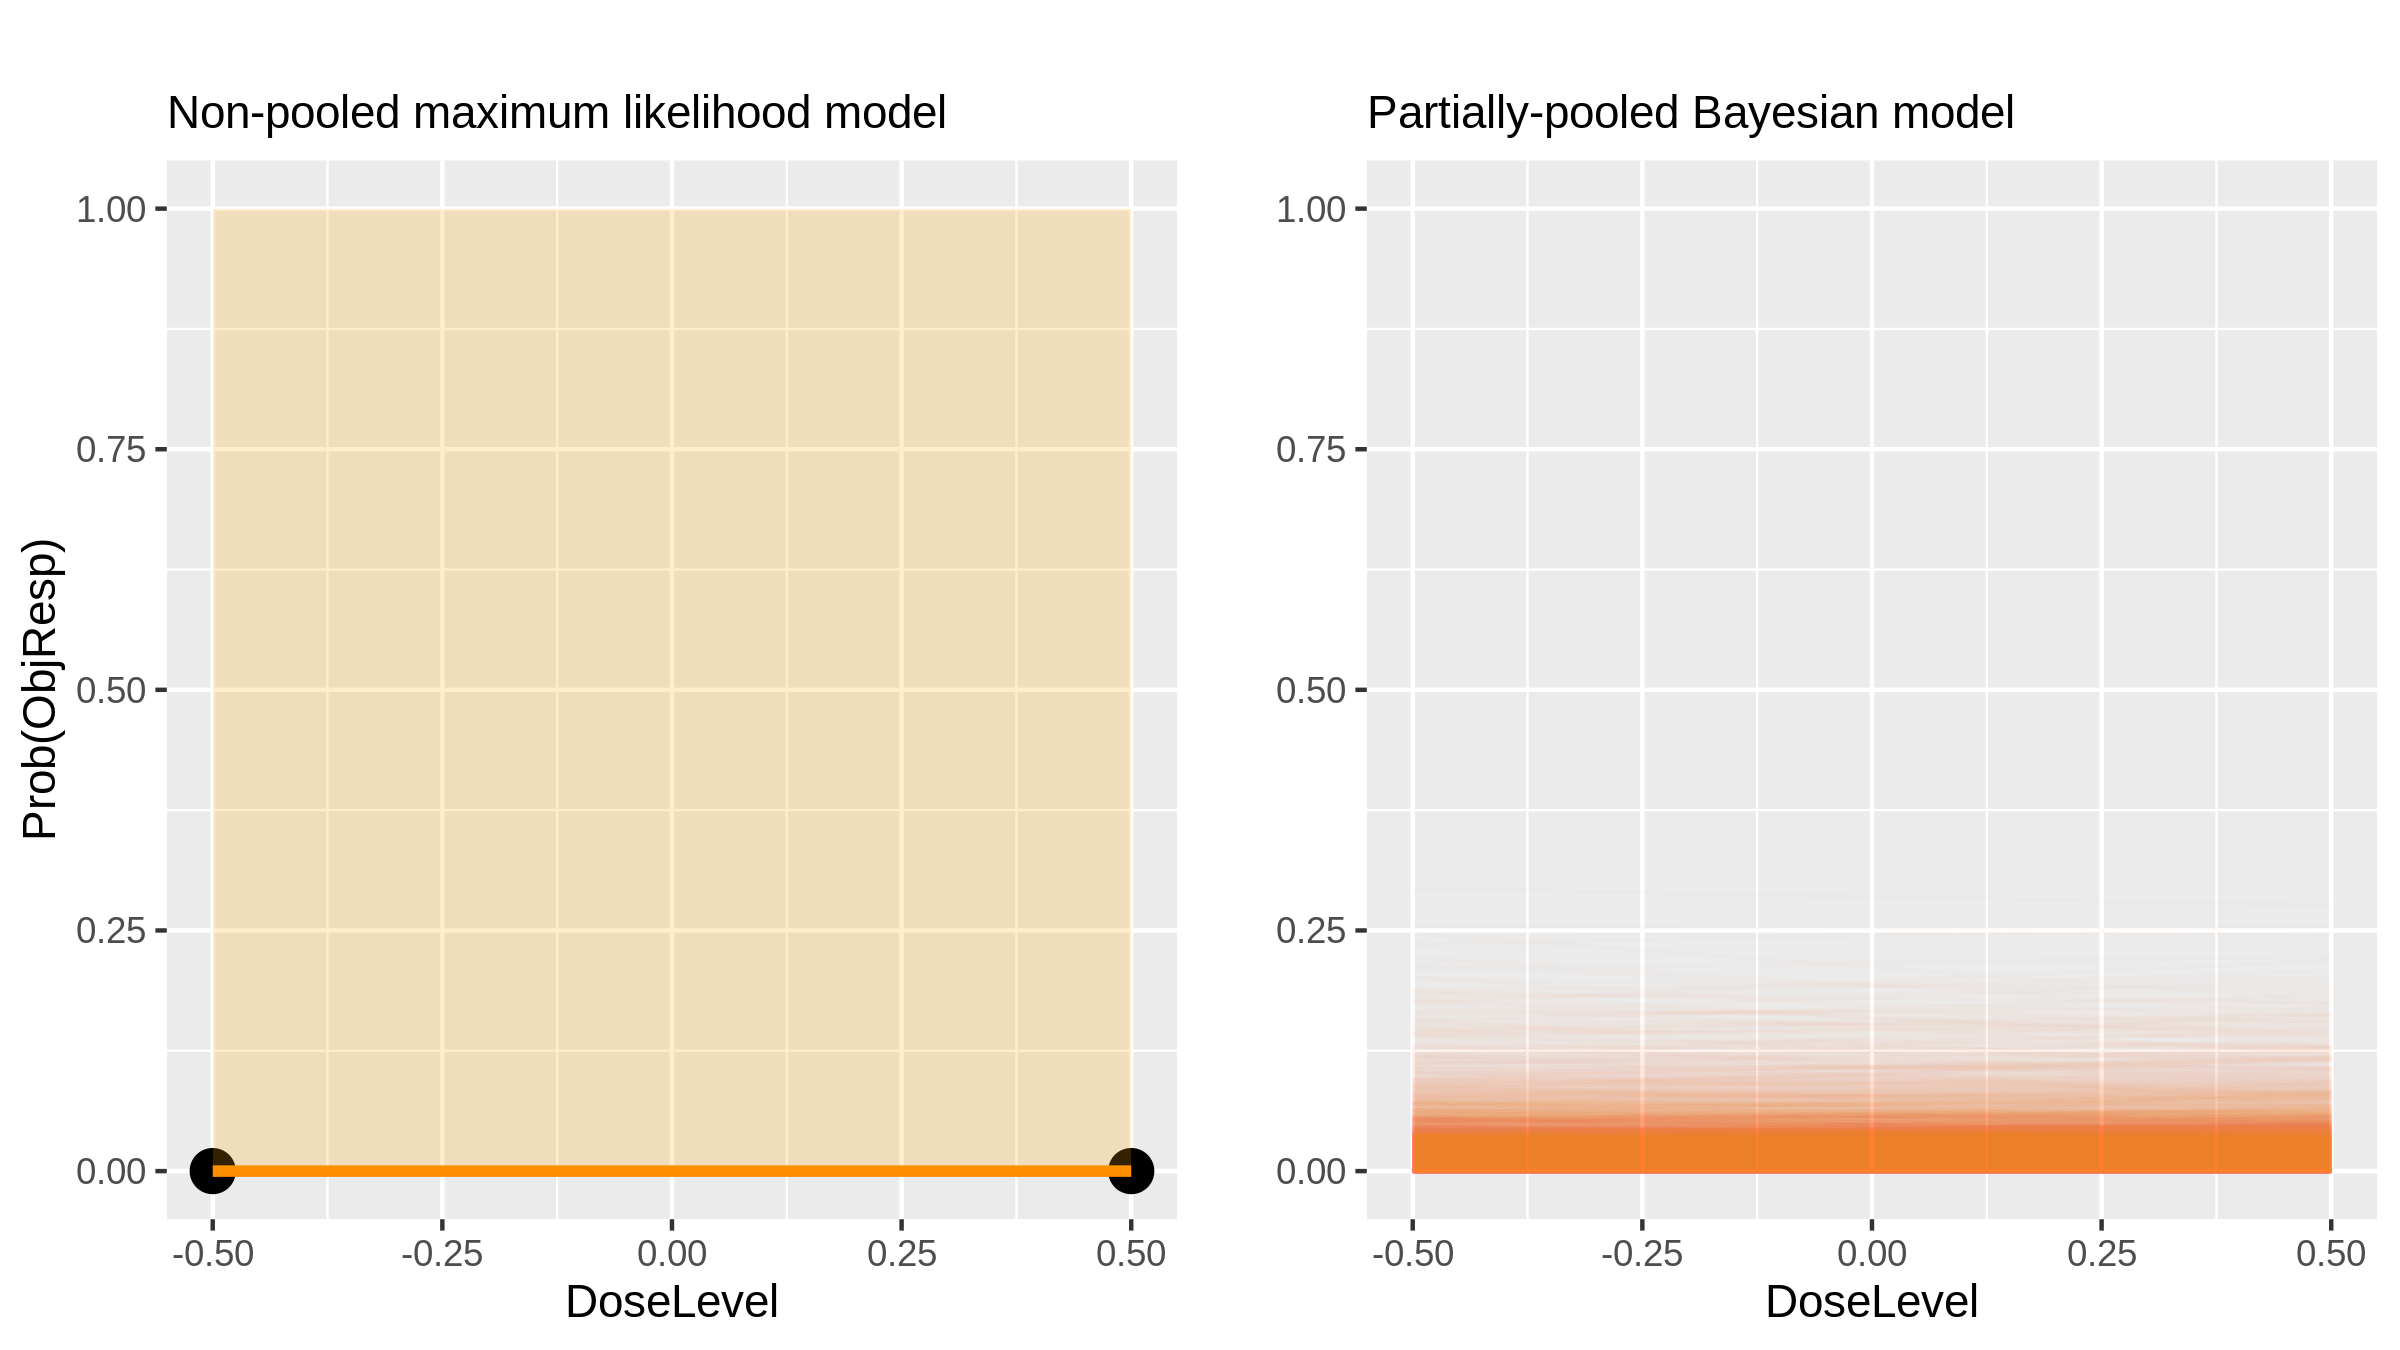 Non-pooled maximum likelihood model
Prob(ObjResp)
1.00
0.75
0.50
0.25
0.00
-0.50 -0.25 0.00 0.25 0.50
DoseLevel
Partially-pooled Bayesian model
1.00
0.75
0.50
0.25
0.00
-0.50 -0.25 0.00 0.25 0.50
DoseLevel